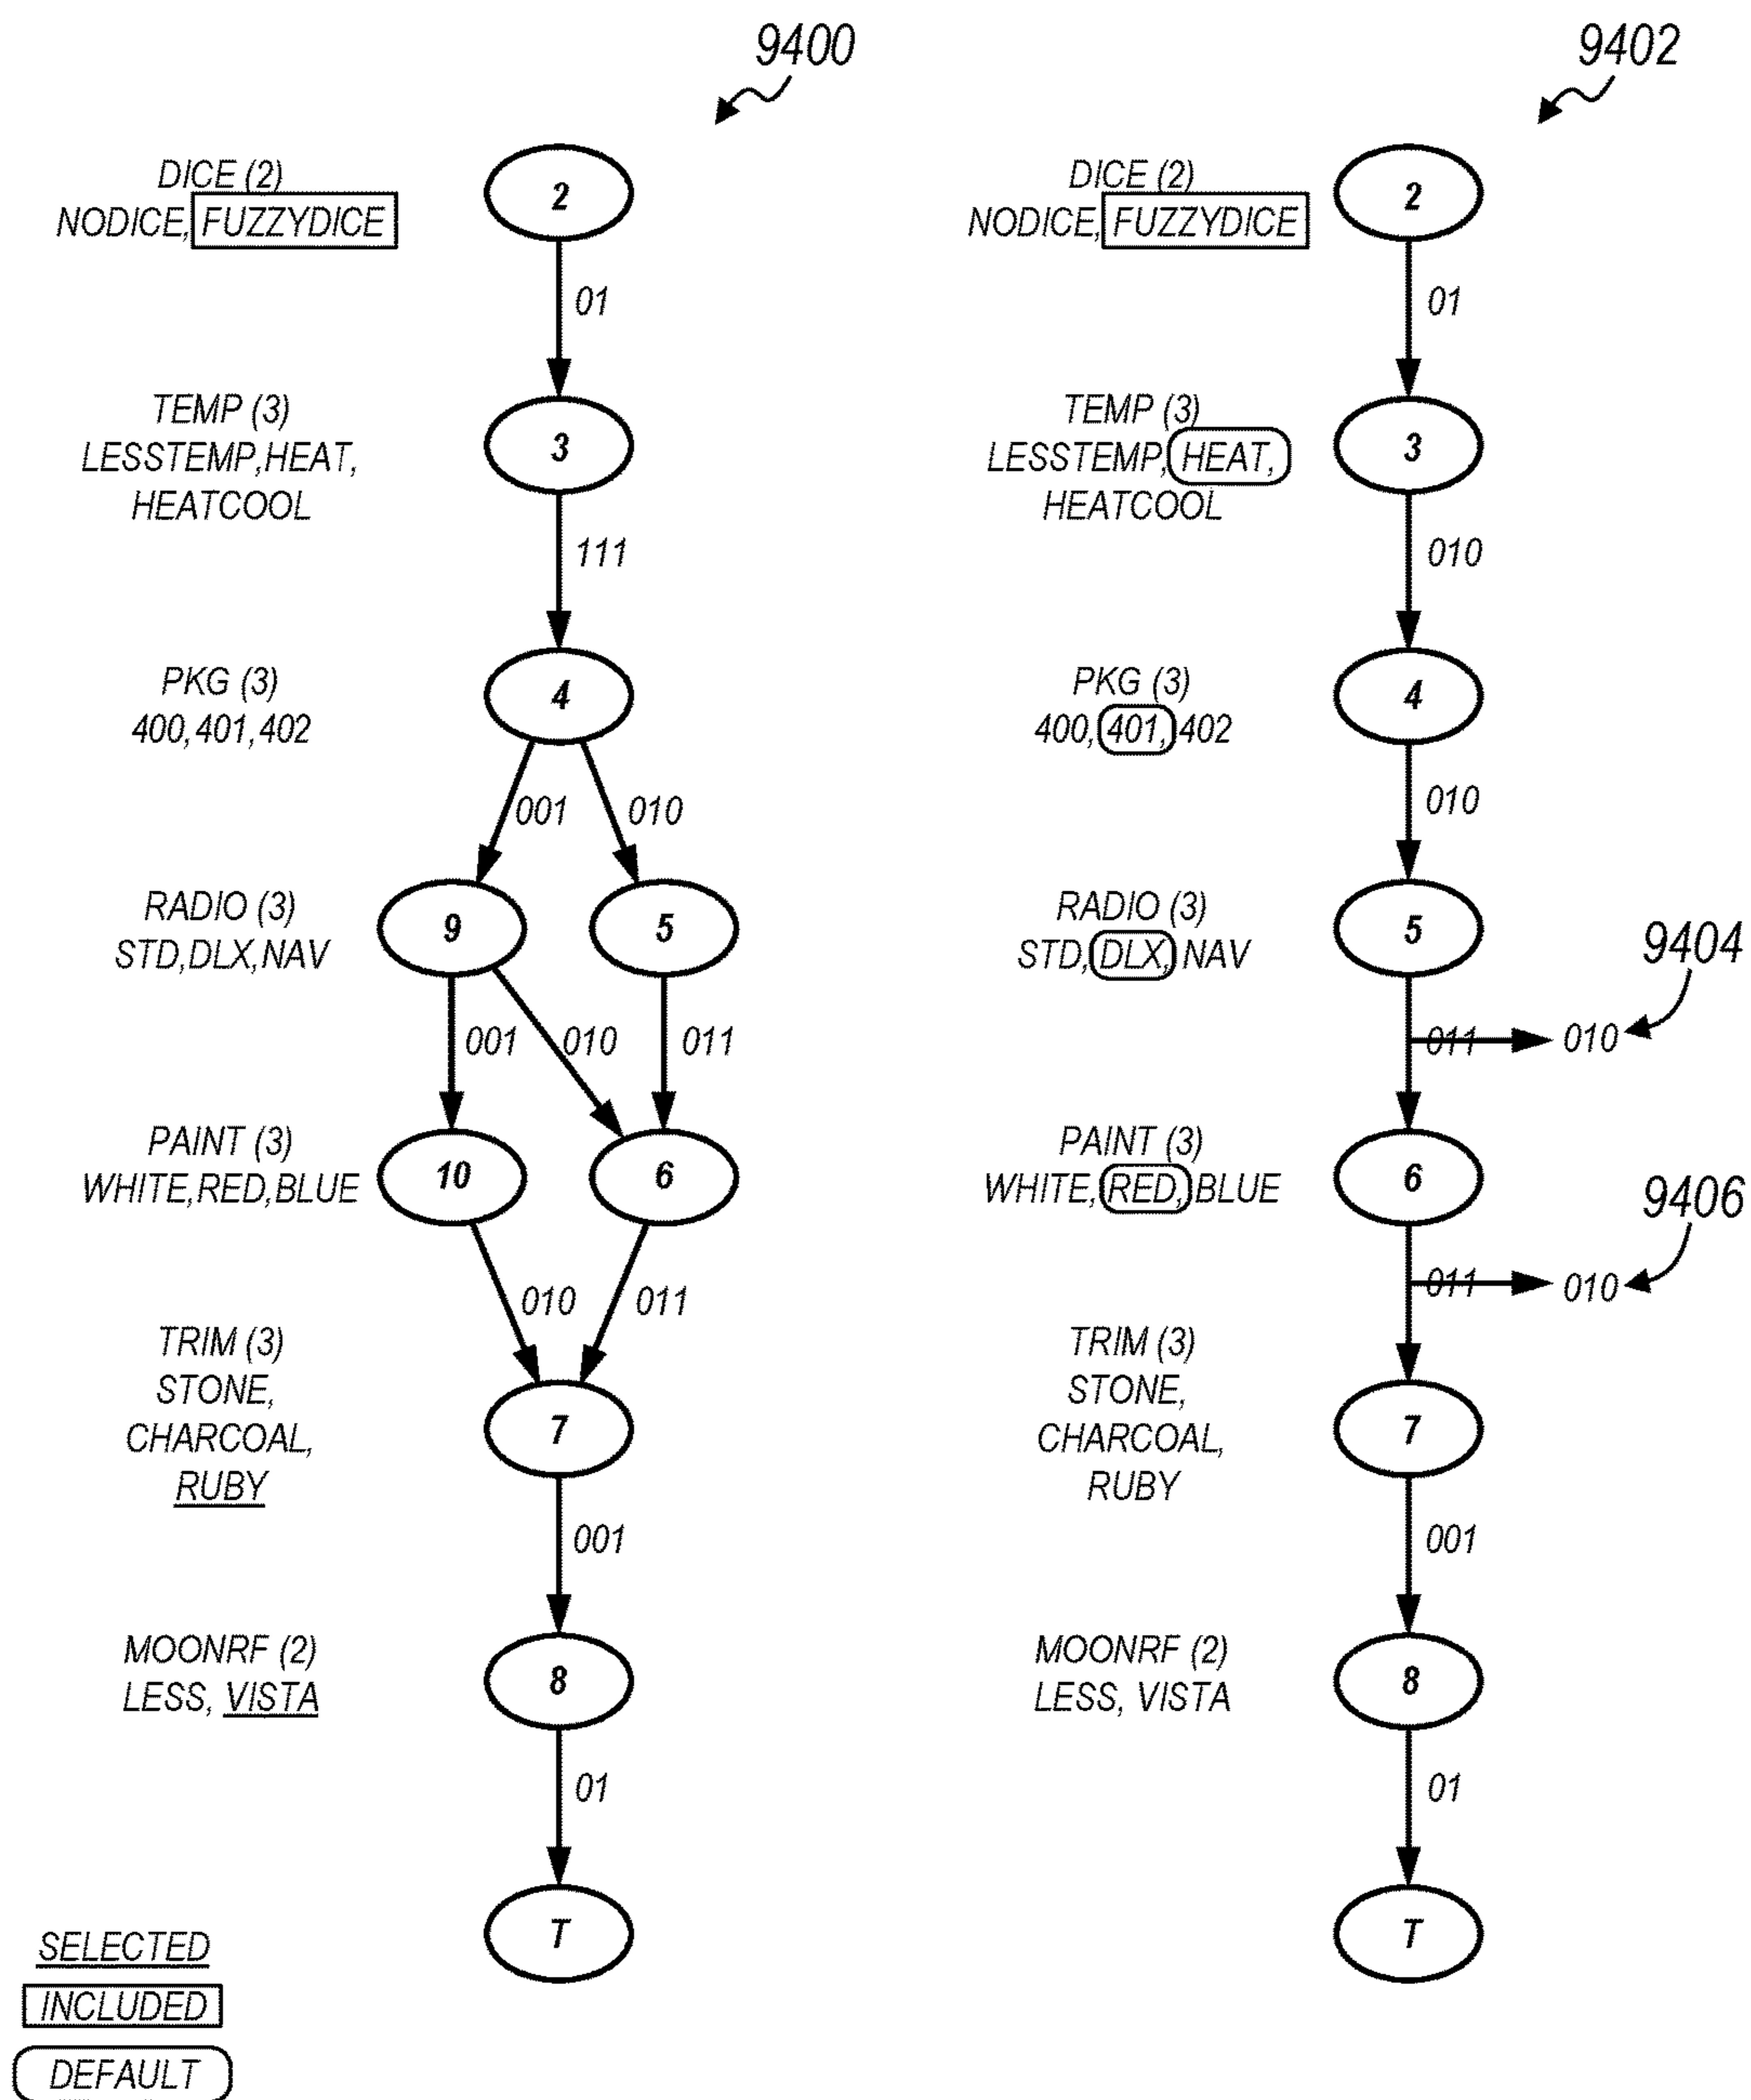 9400
DICE (2)
NODICE, FUZZYDICE
2
01
TEMP (3)
LESSTEMP, HEAT,
HEATCOOL
3
111
PKG (3)
400, 401, 402
4
001
010
RADIO (3)
STD, DLX, NAV
9
5
001
010
011
PAINT (3)
WHITE, RED, BLUE
10
6
010
011
TRIM (3)
STONE,
CHARCOAL,
RUBY
7
001
MOONRF (2)
LESS, VISTA
8
01
T
SELECTED
INCLUDED
DEFAULT
9402
DICE (2)
NODICE, FUZZYDICE
2
01
TEMP (3)
LESSTEMP, HEAT,
HEATCOOL
3
010
PKG (3)
400, 401, 402
4
010
RADIO (3)
STD, DLX, NAV
5
9404
011
010
PAINT (3)
WHITE, RED, BLUE
6
9406
011
010
TRIM (3)
STONE,
CHARCOAL,
RUBY
7
001
MOONRF (2)
LESS, VISTA
8
01
T